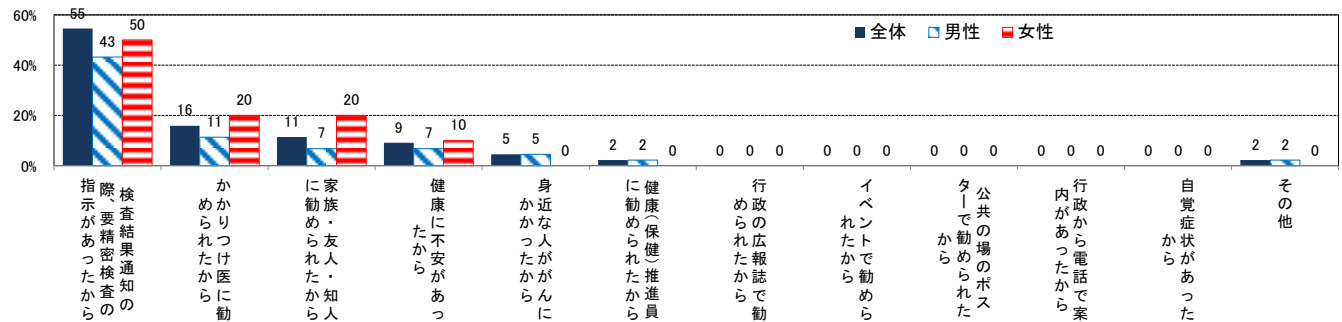 60%
40%
20%
0%
全体 男性 女性
55 43 50
16 11 20
11 7 20
9 7 10
5 5 0
2 2 0
0 0 0
0 0 0
0 0 0
0 0 0
0 0 0
2 2 0
検査結果通知の
際、要精密検査の
指示があったから
かかりつけ医に勧
められたから
家族・友人・知人
に勧められたから
健康に不安があっ
たから
身近な人ががんに
かかったから
健康(保健)推進員
に勧められたから
行政の広報誌で勧
められたから
イベントで勧めら
れたから
公共の場のポス
ターで勧められた
から
行政から電話で案
内があったから
自覚症状があった
から
その他